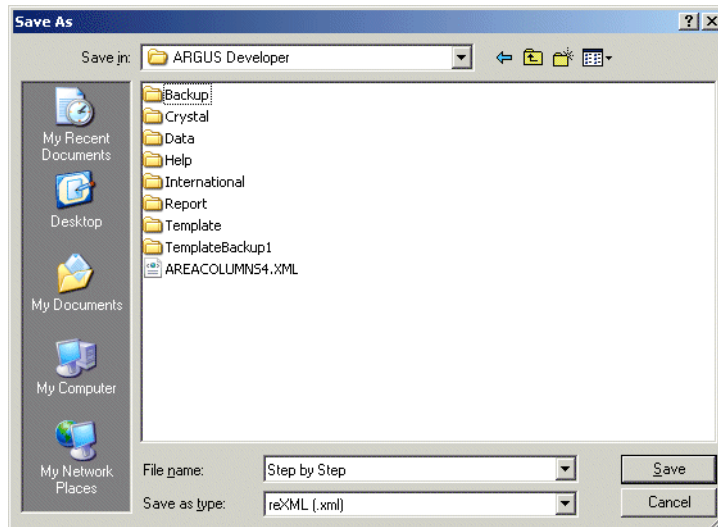 Save As
Save in:
ARGUS Developer
My Recent
Documents
Desktop
My Documents
My Computer
My Network
Places
Backup
Crystal
Data
Help
International
Report
Template
TemplateBackup1
AREACOLUMNS4.XML
File name:
Step by Step
Save
Save as type:
reXML (.xml)
Cancel